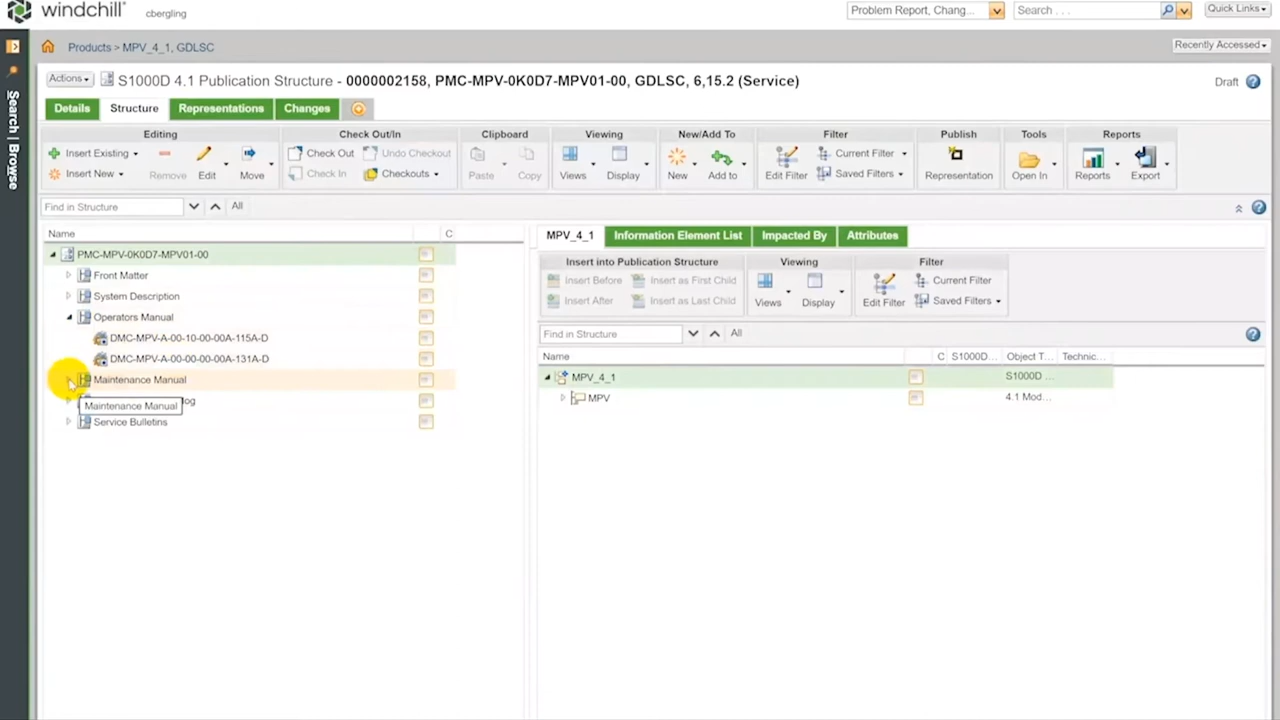 windchill
cbergling
Problem Report, Chang...
Search . . .
Quick Links
Products > MPV_4_1, GDLSC
Recently Accessed
Actions
S1000D 4.1 Publication Structure - 0000002158, PMC-MPV-0K0D7-MPV01-00, GDLSC, 6,15.2 (Service)
Draft
Details
Structure
Representations
Changes
Search | Browse
Editing
Check Out/In
Clipboard
Viewing
New/Add To
Filter
Publish
Tools
Reports
Insert Existing
Insert New
Remove
Edit
Move
Check Out
Undo Checkout
Check In
Checkouts
Paste
Copy
Views
Display
New
Add to
Edit Filter
Current Filter
Saved Filters
Representation
Open In
Reports
Export
Find in Structure
All
Name
C
PMC-MPV-0K0D7-MPV01-00
Front Matter
System Description
Operators Manual
DMC-MPV-A-00-10-00-00A-115A-D
DMC-MPV-A-00-00-00-00A-131A-D
Maintenance Manual
Maintenance Manual
og
Service Bulletins
MPV_4_1
Information Element List
Impacted By
Attributes
Insert into Publication Structure
Viewing
Filter
Insert Before
Insert as First Child
Insert After
Insert as Last Child
Views
Display
Edit Filter
Current Filter
Saved Filters
Find in Structure
All
Name
C
S1000D...
Object T...
Technic...
MPV_4_1
S1000D ...
MPV
4.1 Mod...